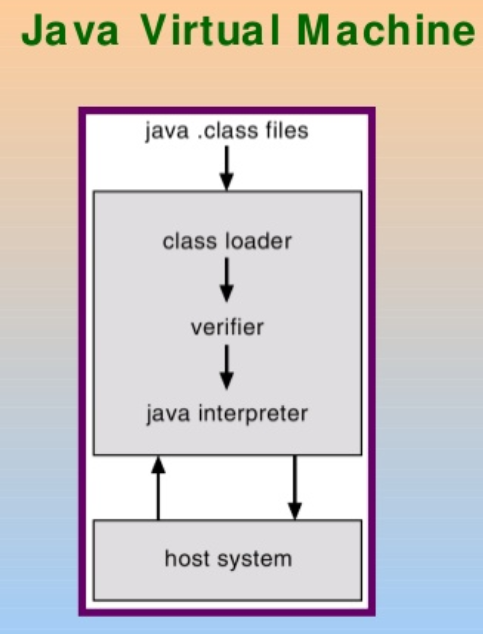 Java Virtual Machine
java .class files
class loader
verifier
java interpreter
host system